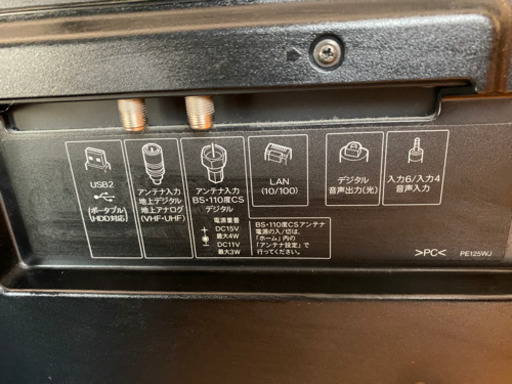 USB2
(ポータブル)
HDD対応
アンテナ入力
地上デジタル
地上アナログ
(VHF・UHF)
アンテナ入力
BS・110度CS
デジタル
電源重畳
DC15V
最大4W
DC11V
最大3W
LAN
(10/100)
BS・110度CSアンテナ
電源の入/切は、
「ホーム」内の
「アンテナ設定」で
行ってください。
デジタル
音声出力(光)
入力6/入力4
音声入力
>PC<
PE125WJ